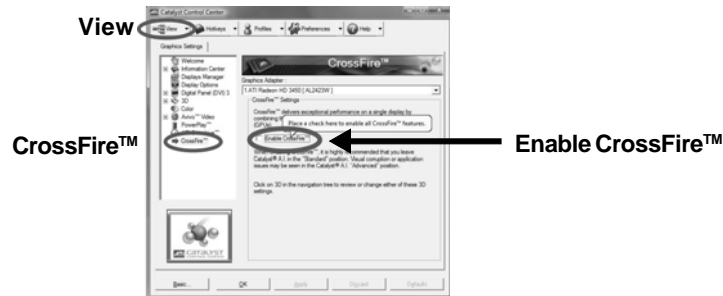 Catalyst Control Center
View
View Hotkeys Profiles Preferences Help
Graphics Settings
Welcome
Information Center
Displays Manager
Display Options
Digital Panel (DVI) 3
3D
Color
Avivo™ Video
PowerPlay™
CrossFire™
CrossFire™
Graphics Adapter
1.ATI Radeon HD 3450 [ AL2423W ]
CrossFire™ Settings
CrossFire™ delivers exceptional performance on a single display by
combining
(GPUs).
Place a check here to enable all CrossFire™ features.
Enable CrossFire™
CrossFire™
Enable CrossFire™
it is highly recommended that you leave
Catalyst® A.I. in the "Standard" position. Visual corruption or application
issues may be seen in the Catalyst® A.I. "Advanced" position.
Click on 3D in the navigation tree to review or change either of these 3D
settings.
CATALYST
Basic... OK Apply Discard Defaults